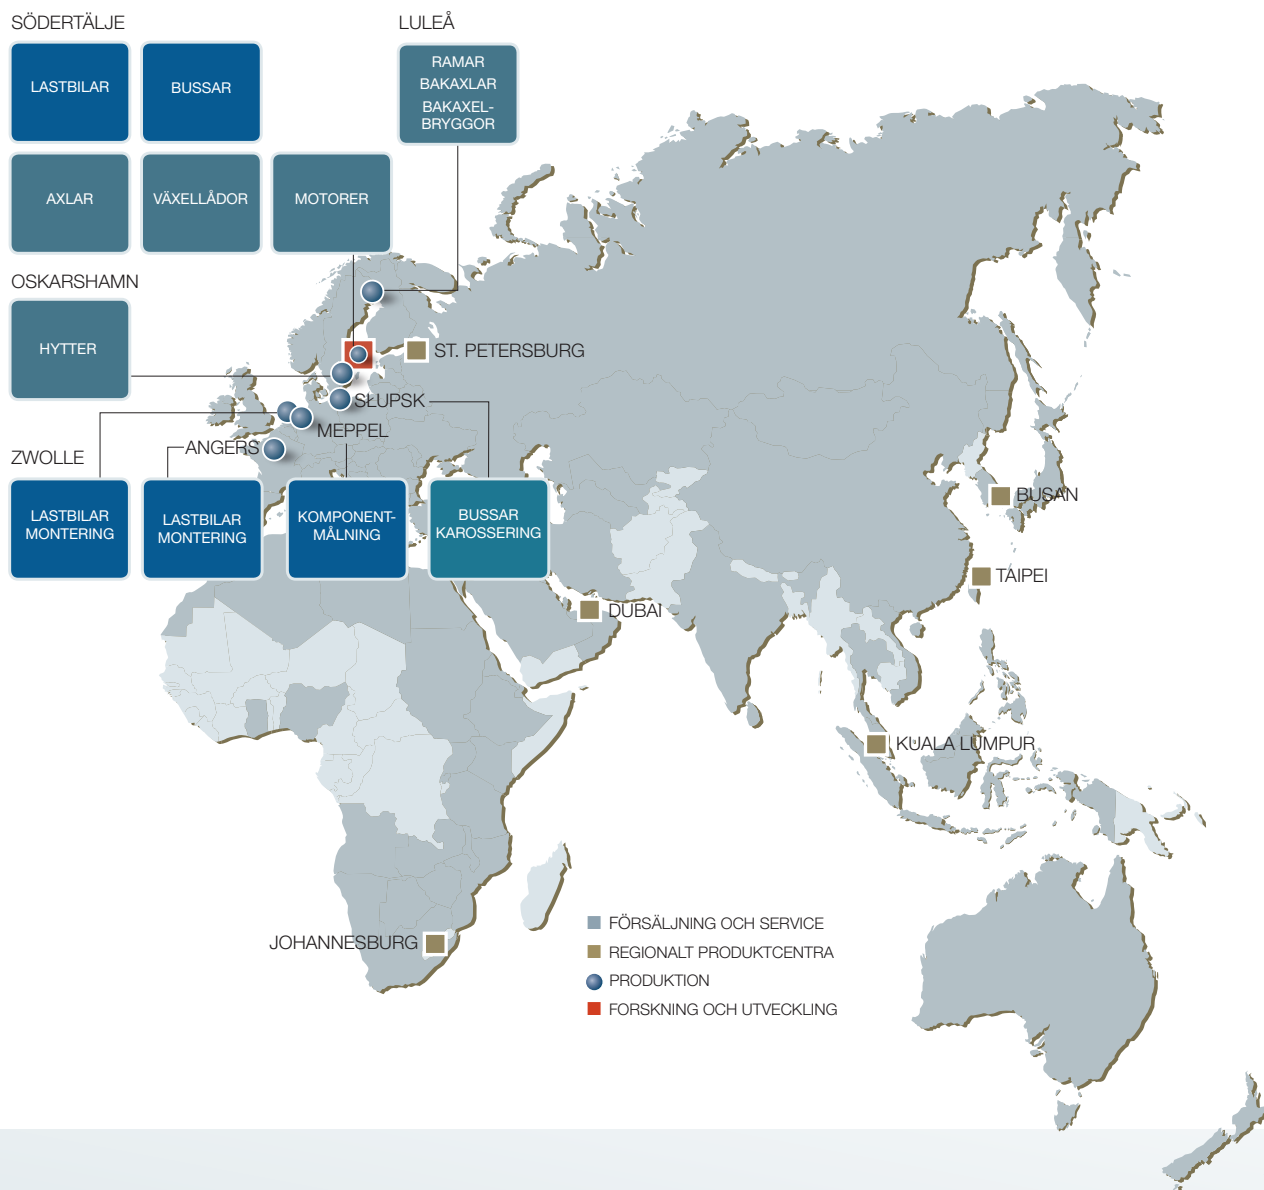 SÖDERTÄLJE
LASTBILAR
BUSSAR
AXLAR
VÄXELLÅDOR
MOTORER
LULEÅ
RAMAR
BAKAXLAR
BAKAXEL-
BRYGGOR
OSKARSHAMN
HYTTER
ST. PETERSBURG
SŁUPSK
MEPPEL
ANGERS
ZWOLLE
LASTBILAR
MONTERING
LASTBILAR
MONTERING
KOMPONENT-
MÅLNING
BUSSAR
KAROSSERING
BUSAN
TAIPEI
DUBAI
KUALA LUMPUR
JOHANNESBURG
FÖRSÄLJNING OCH SERVICE
REGIONALT PRODUKTCENTRA
PRODUKTION
FORSKNING OCH UTVECKLING